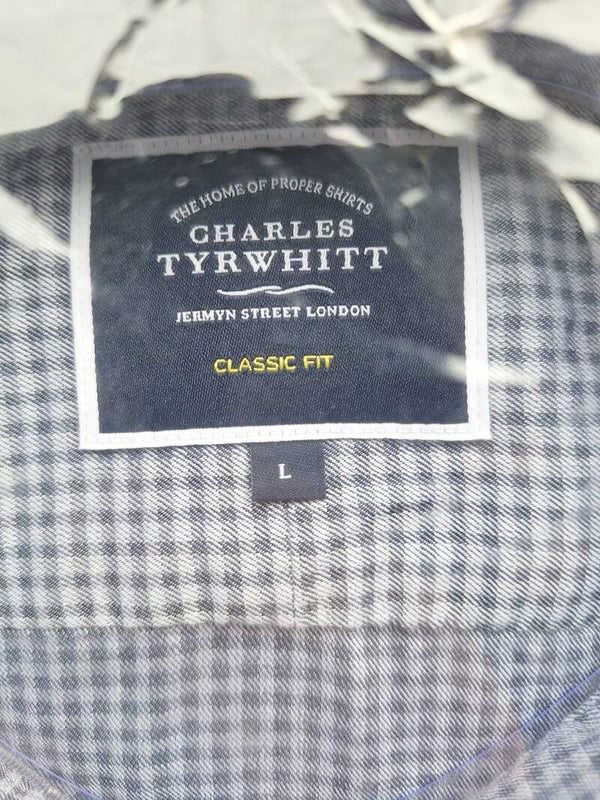 THE HOME OF PROPER SHIRTS
CHARLES
TYRWHITT
JERMYN STREET LONDON
CLASSIC FIT
L